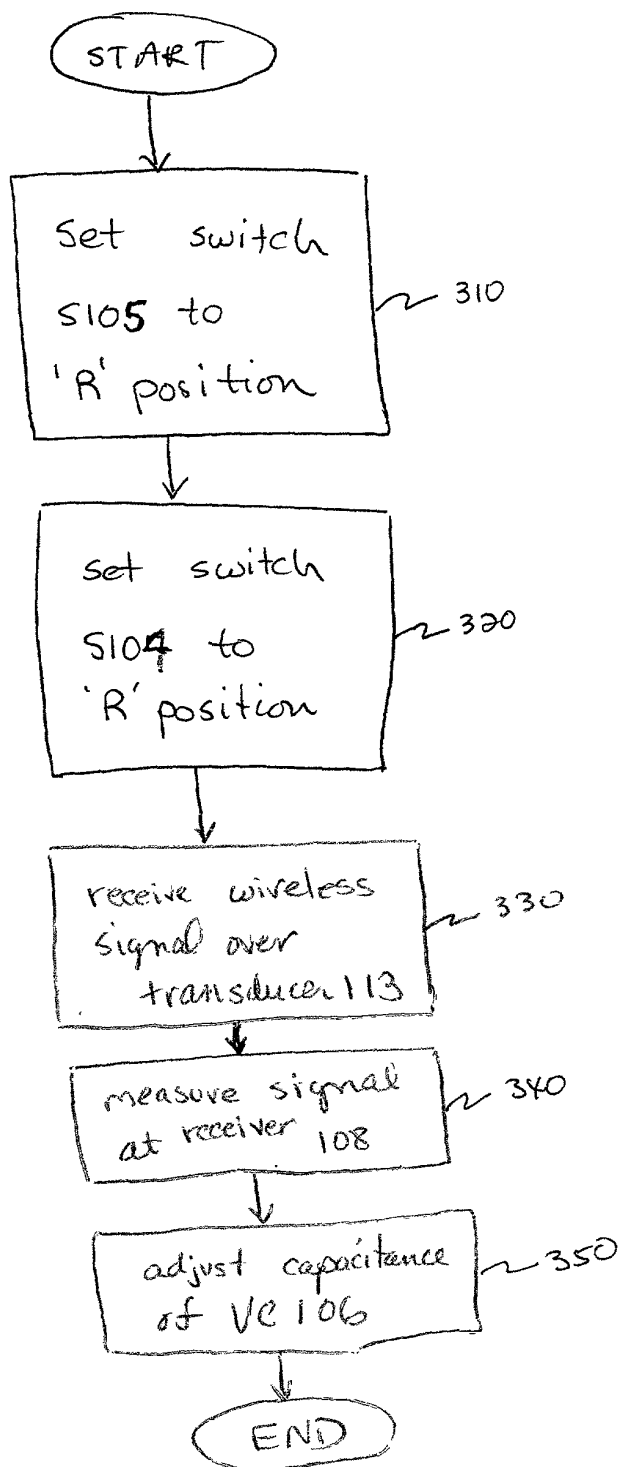 START
Set switch
S105 to
'R' position
310
set switch
S104 to
'R' position
320
receive wireless
signal over
transducer 113
330
measure signal
at receiver 108
340
adjust capacitance
of VC 106
350
END